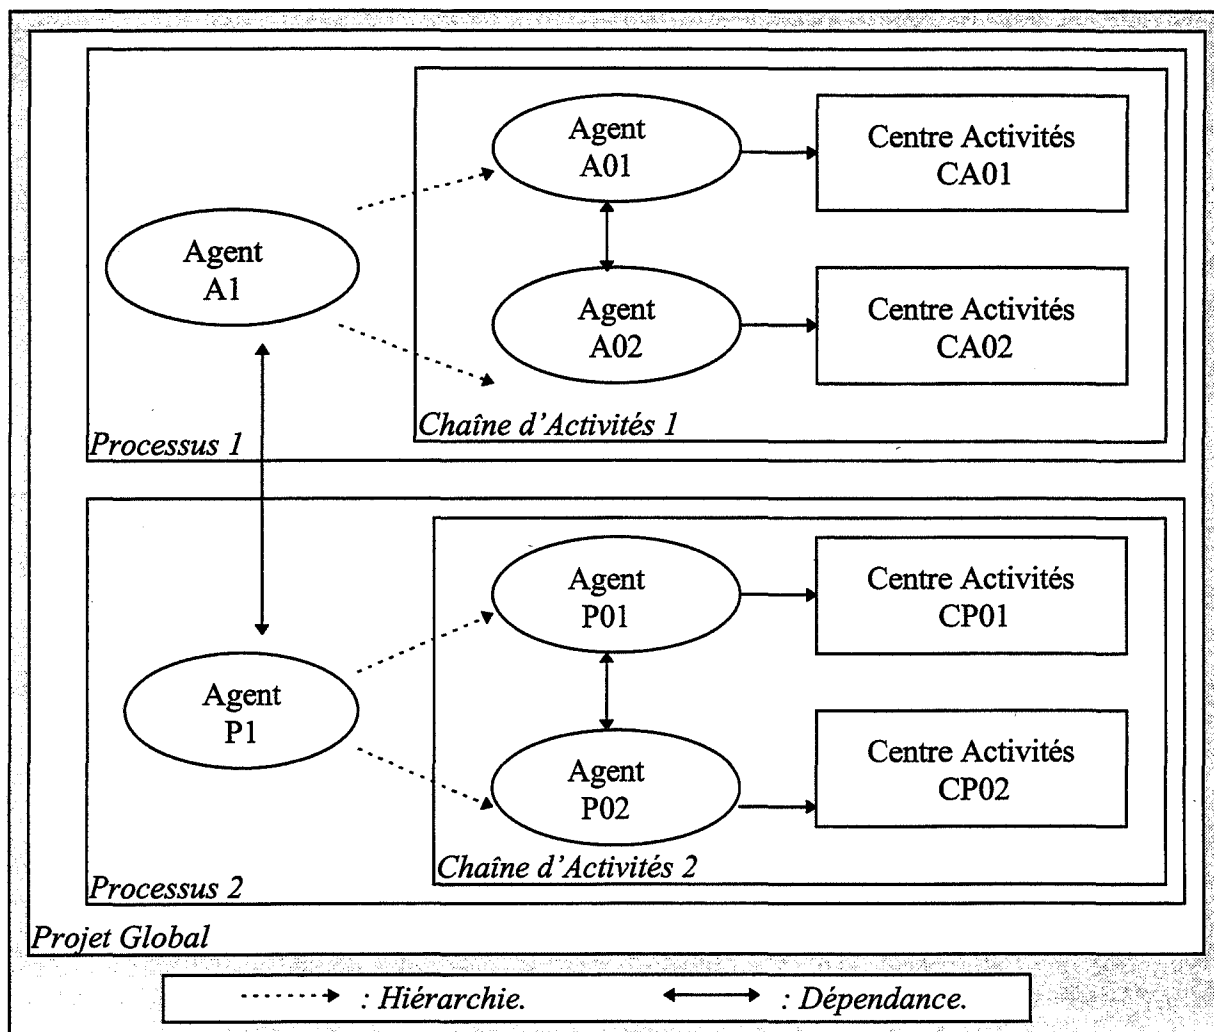 Agent
A01
Centre Activités
CA01
Agent
A1
Agent
A02
Centre Activités
CA02
Chaîne d'Activités 1
Processus 1
Agent
P01
Centre Activités
CP01
Agent
P1
Agent
P02
Centre Activités
CP02
Chaîne d'Activités 2
Processus 2
Projet Global
: Hiérarchie.
: Dépendance.